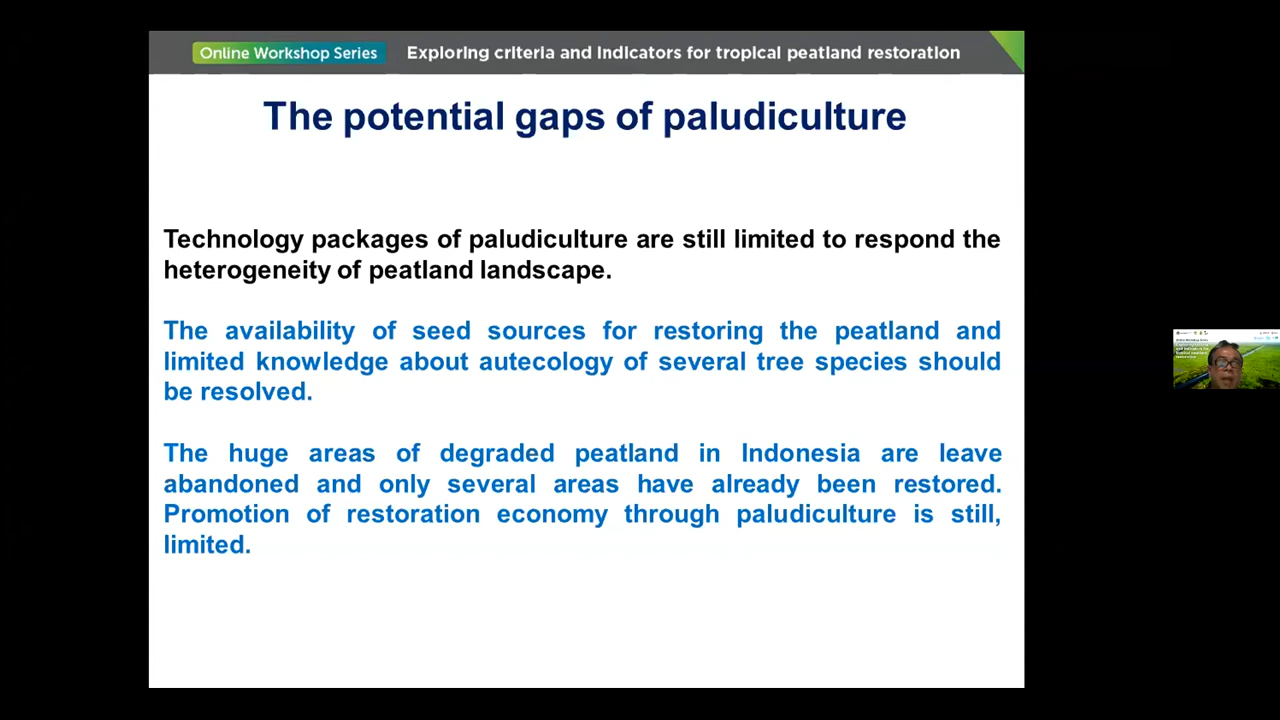 Online Workshop Series Exploring criteria and indicators for tropical peatland restoration
The potential gaps of paludiculture
Technology packages of paludiculture are still limited to respond the
heterogeneity of peatland landscape.
The availability of seed sources for restoring the peatland and
limited knowledge about autecology of several tree species should
be resolved.
The huge areas of degraded peatland in Indonesia are leave
abandoned and only several areas have already been restored.
Promotion of restoration economy through paludiculture is still,
limited.